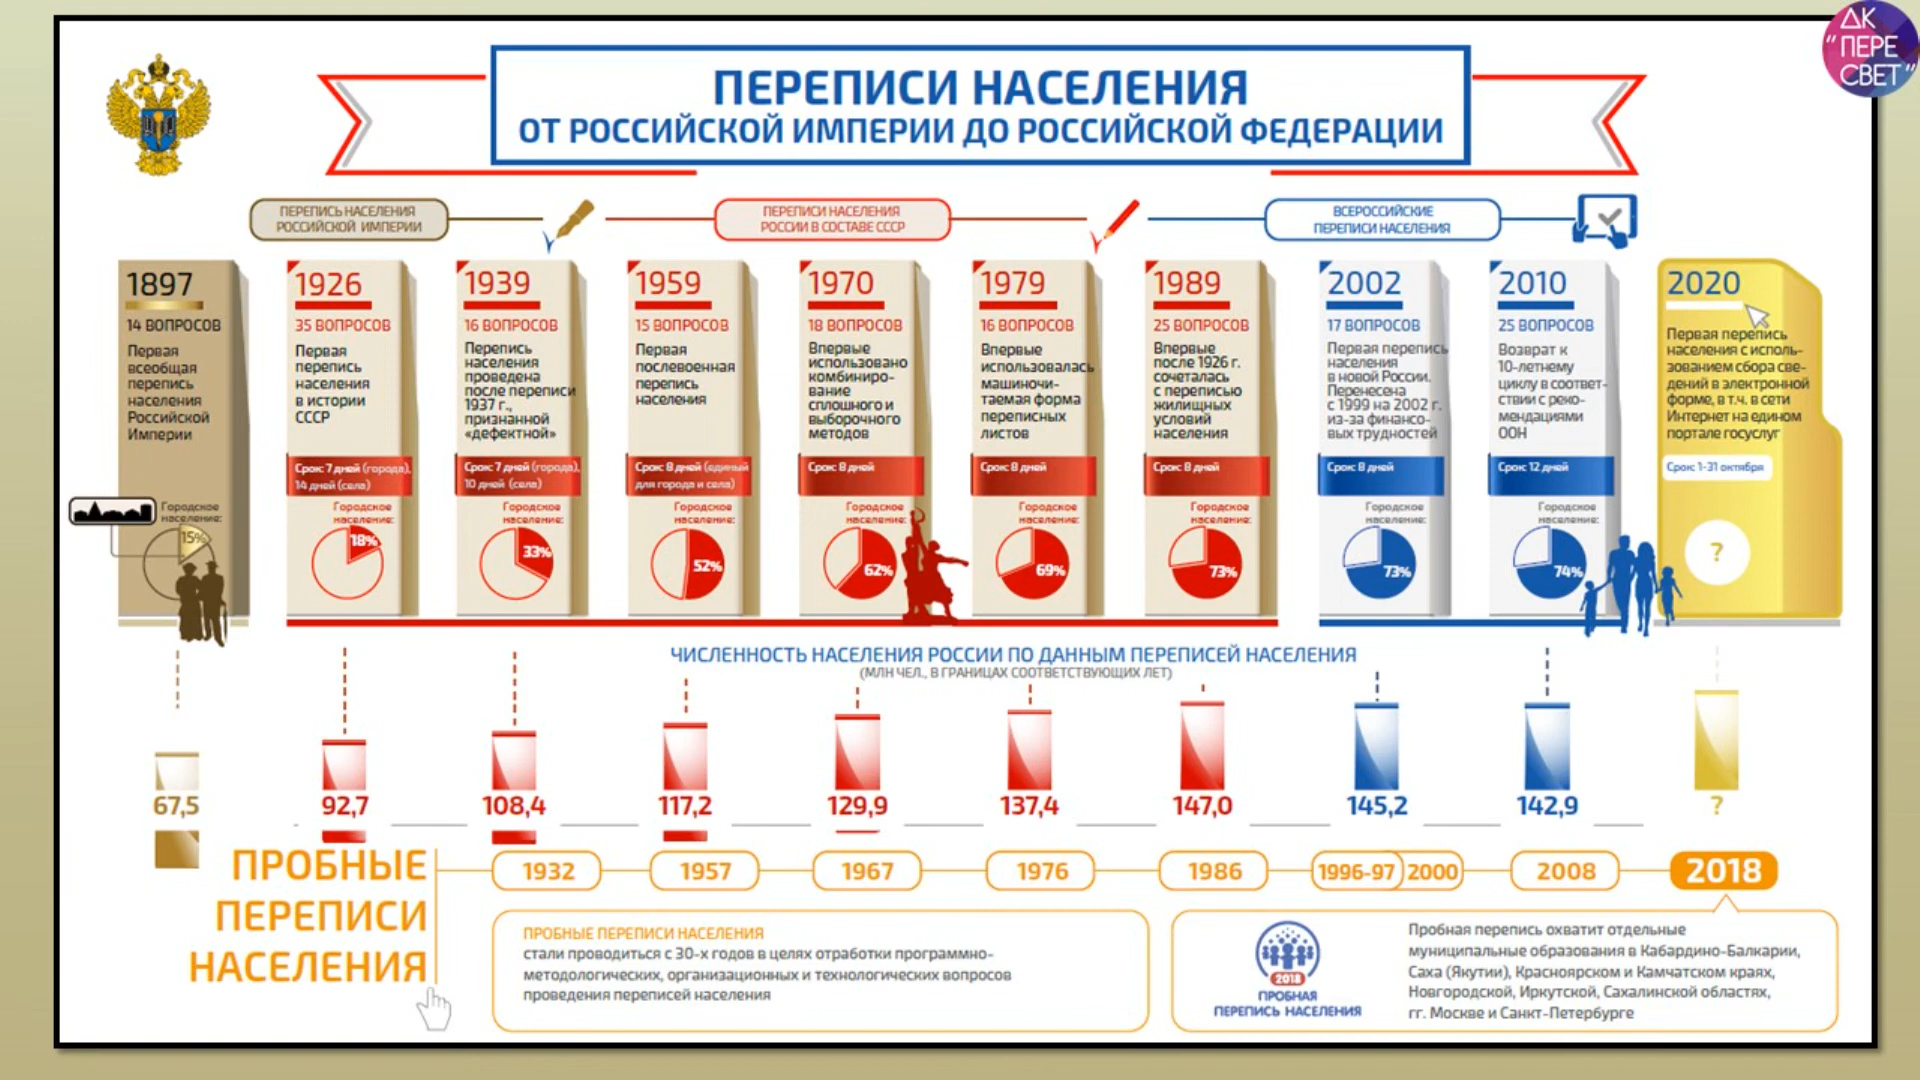 ДК
“ПЕРЕ
СВЕТ”
ПЕРЕПИСИ НАСЕЛЕНИЯ
ОТ РОССИЙСКОЙ ИМПЕРИИ ДО РОССИЙСКОЙ ФЕДЕРАЦИИ
ПЕРЕПИСЬ НАСЕЛЕНИЯ
РОССИЙСКОЙ ИМПЕРИИ
ПЕРЕПИСИ НАСЕЛЕНИЯ
РОССИИ В СОСТАВЕ СССР
ВСЕРОССИЙСКИЕ
ПЕРЕПИСИ НАСЕЛЕНИЯ
1897
14 ВОПРОСОВ
Первая
всеобщая
перепись
населения
Российской
Империи
Городское
население:
15%
1926
35 ВОПРОСОВ
Первая
перепись
населения
в истории
СССР
Срок: 7 дней (города),
14 дней (села)
Городское
население:
18%
1939
16 ВОПРОСОВ
Перепись
населения
проведена
после переписи
1937 г.,
признанной
«дефектной»
Срок: 7 дней (города),
10 дней (села)
Городское
население:
33%
1959
15 ВОПРОСОВ
Первая
послевоенная
перепись
населения
Срок: 8 дней (единый
для города и села)
Городское
население:
52%
1970
18 ВОПРОСОВ
Впервые
использовано
комбиниро-
вание
сплошного и
выборочного
методов
Срок: 8 дней
Городское
население:
62%
1979
16 ВОПРОСОВ
Впервые
использовалась
машиночи-
таемая форма
переписных
листов
Срок: 8 дней
Городское
население:
69%
1989
25 ВОПРОСОВ
Впервые
после 1926 г.
сочеталась
с переписью
жилищных
условий
населения
Срок: 8 дней
Городское
население:
73%
2002
17 ВОПРОСОВ
Первая перепись
населения
в новой России.
Перенесена
с 1999 на 2002 г.
из-за финансо-
вых трудностей
Срок: 8 дней
Городское
население:
73%
2010
25 ВОПРОСОВ
Возврат к
10-летнему
циклу в соответ-
ствии с реко-
мендациями
ООН
Срок: 12 дней
Городское
население:
74%
2020
Первая перепись
населения с исполь-
зованием сбора све-
дений в электронной
форме, в т.ч. в сети
Интернет на едином
портале госуслуг
Срок: 1-31 октября
?
ЧИСЛЕННОСТЬ НАСЕЛЕНИЯ РОССИИ ПО ДАННЫМ ПЕРЕПИСЕЙ НАСЕЛЕНИЯ
(МЛН ЧЕЛ., В ГРАНИЦАХ СООТВЕТСТВУЮЩИХ ЛЕТ)
67,5
92,7
108,4
117,2
129,9
137,4
147,0
145,2
142,9
?
ПРОБНЫЕ
ПЕРЕПИСИ
НАСЕЛЕНИЯ
1932
1957
1967
1976
1986
1996-97
2000
2008
2018
ПРОБНЫЕ ПЕРЕПИСИ НАСЕЛЕНИЯ
стали проводиться с 30-х годов в целях отработки программно-
методологических, организационных и технологических вопросов
проведения переписей населения
2018
ПРОБНАЯ
ПЕРЕПИСЬ НАСЕЛЕНИЯ
Пробная перепись охватит отдельные
муниципальные образования в Кабардино-Балкарии,
Саха (Якутии), Красноярском и Камчатском краях,
Новгородской, Иркутской, Сахалинской областях,
гг. Москве и Санкт-Петербурге